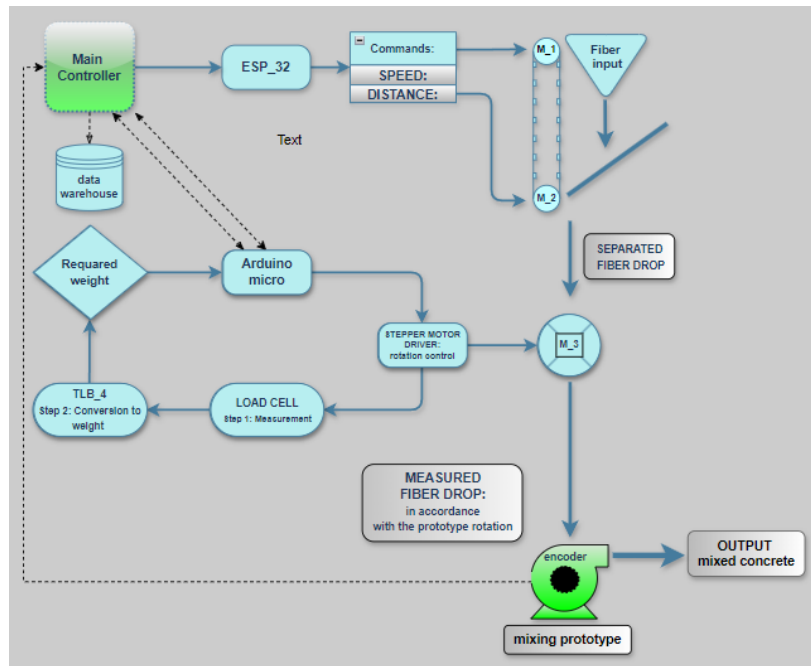 Main
Controller
ESP_32
Commands:
SPEED:
DISTANCE:
M_1
Fiber
input
M_2
Text
data
warehouse
SEPARATED
FIBER DROP
Requared
weight
Arduino
micro
STEPPER MOTOR
DRIVER:
rotation control
M_3
TLB_4
Step 2: Conversion to
weight
LOAD CELL
Step 1: Measurement
MEASURED
FIBER DROP:
in accordance
with the prototype rotation
encoder
OUTPUT
mixed concrete
mixing prototype